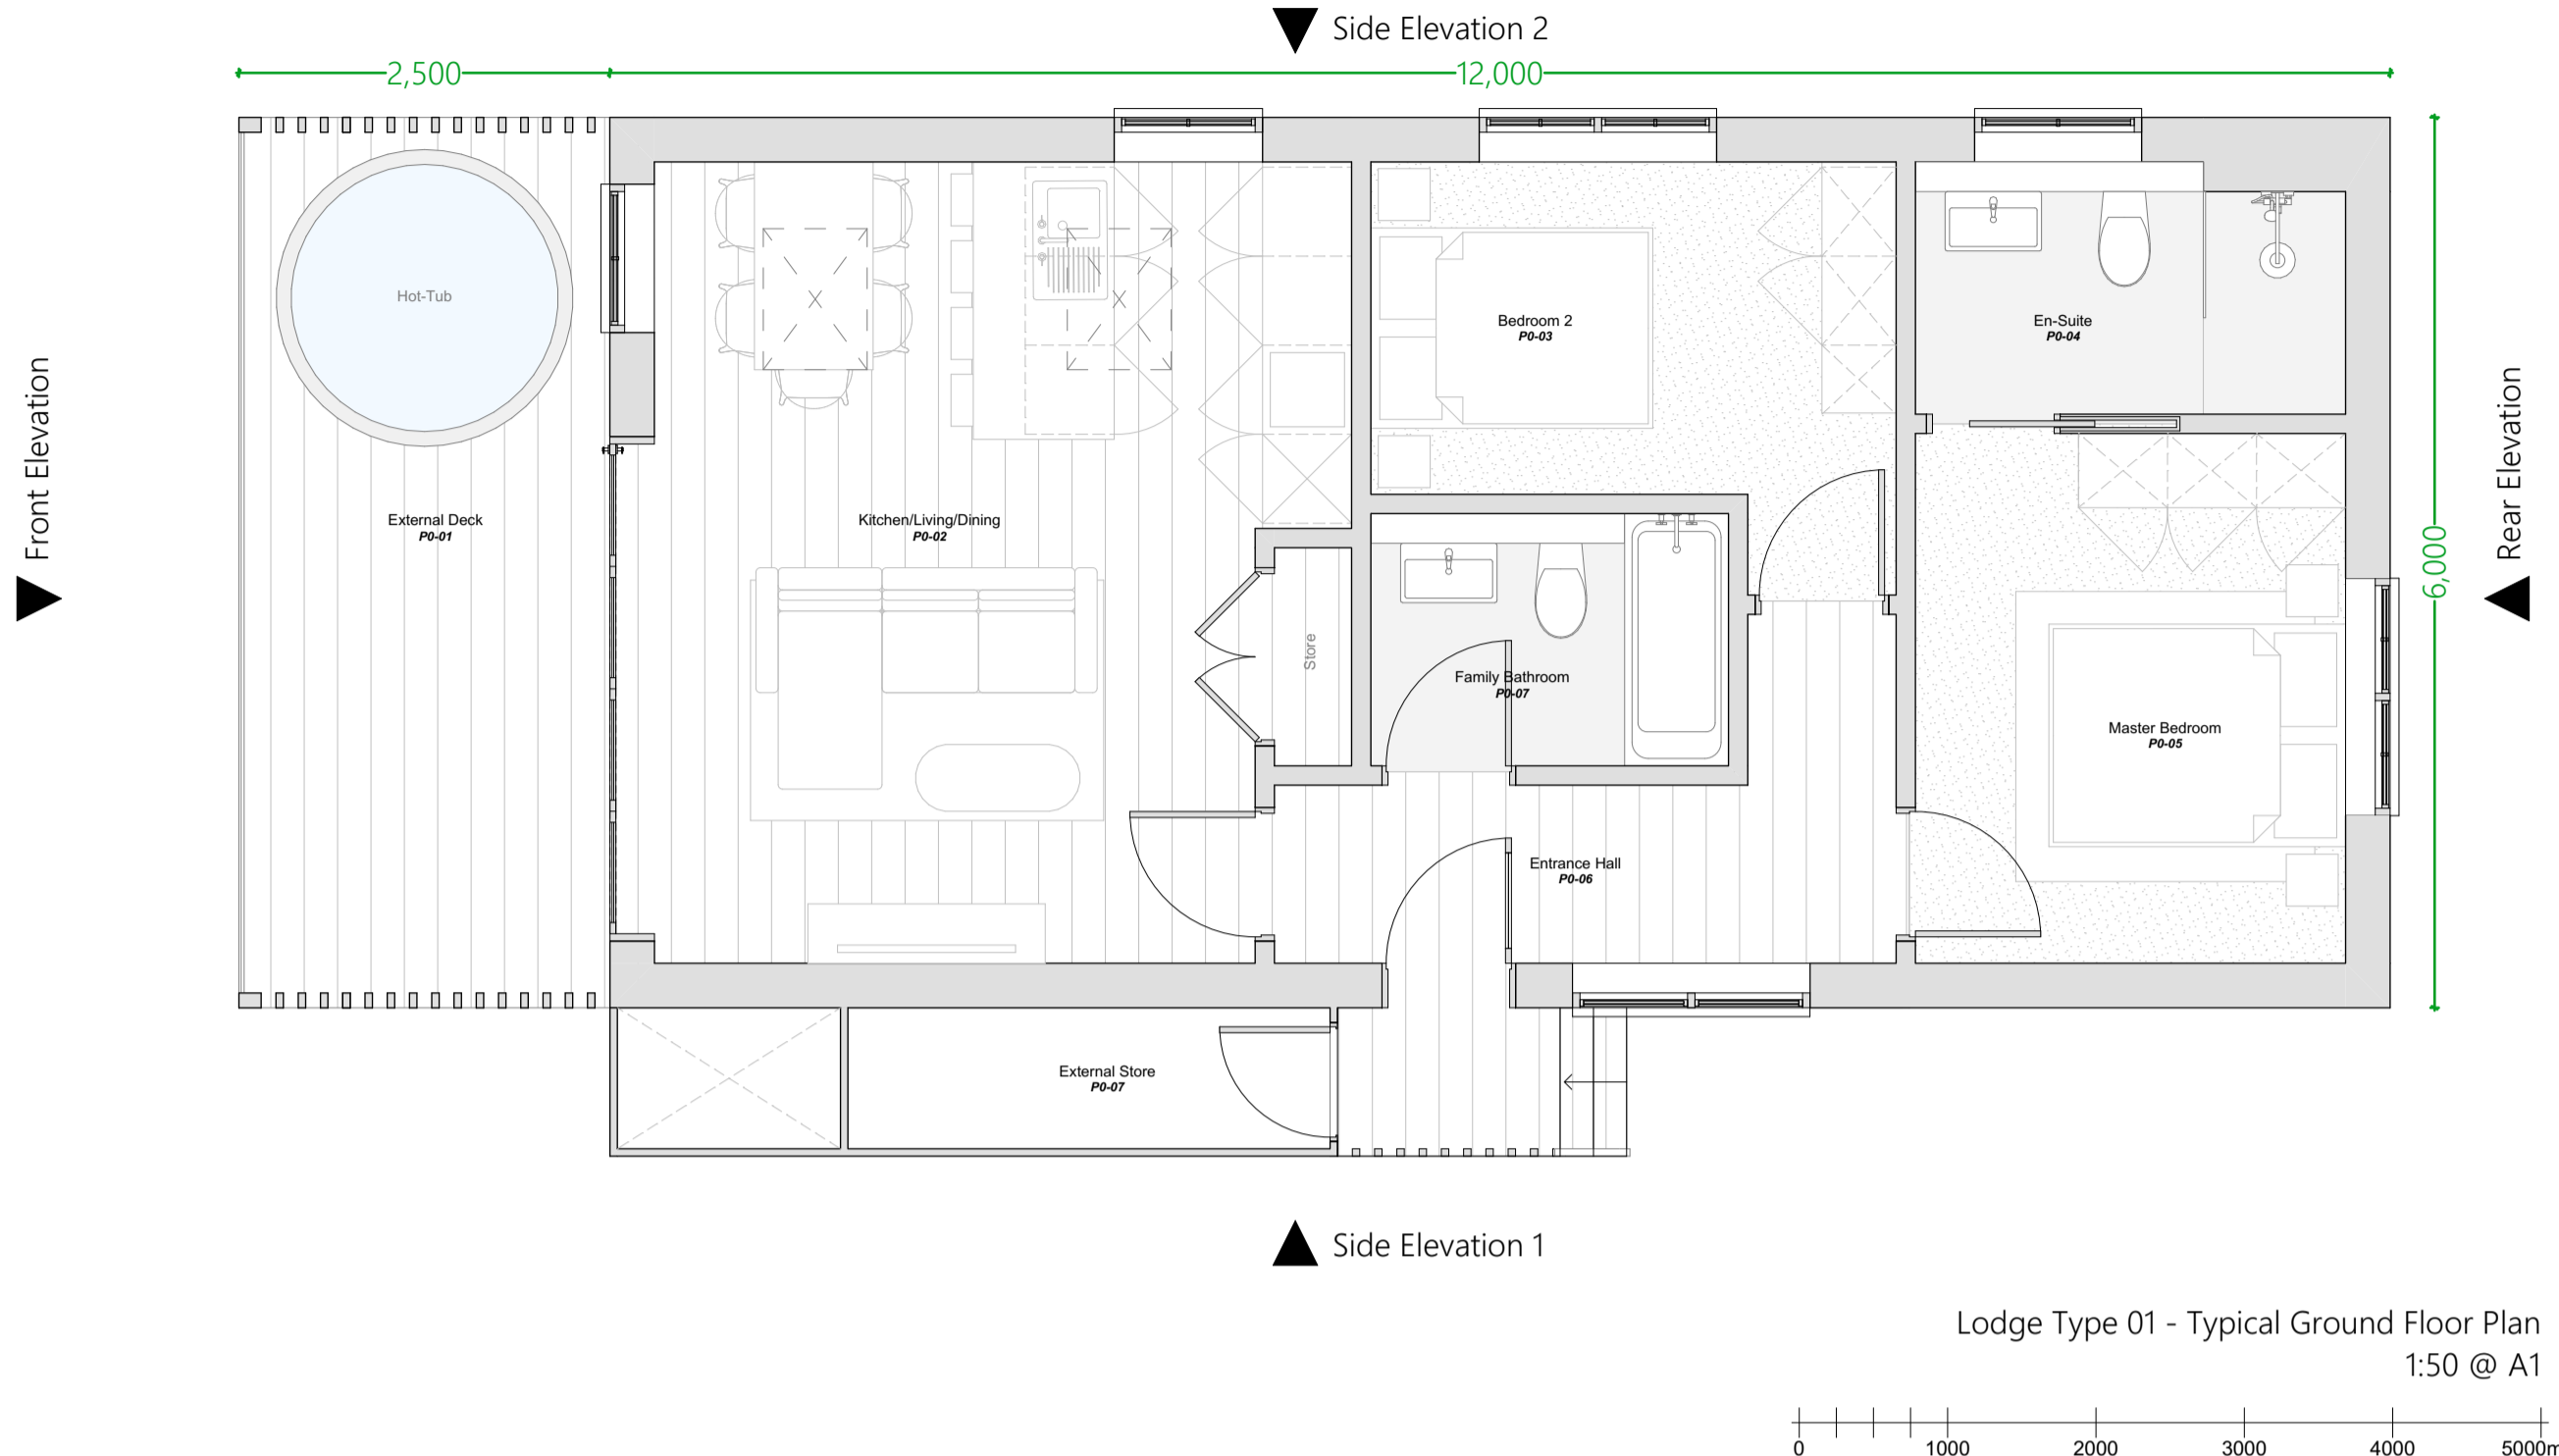 Side Elevation 2
2,500
12,000
Hot-Tub
Bedroom 2
P0-03
En-Suite
P0-04
Front Elevation
Rear Elevation
External Deck
P0-01
Kitchen/Living/Dining
P0-02
6,000
Store
Family Bathroom
P0-07
Master Bedroom
P0-05
Entrance Hall
P0-06
External Store
P0-07
Side Elevation 1
Lodge Type 01 - Typical Ground Floor Plan
1:50 @ A1
0 1000 2000 3000 4000 5000m